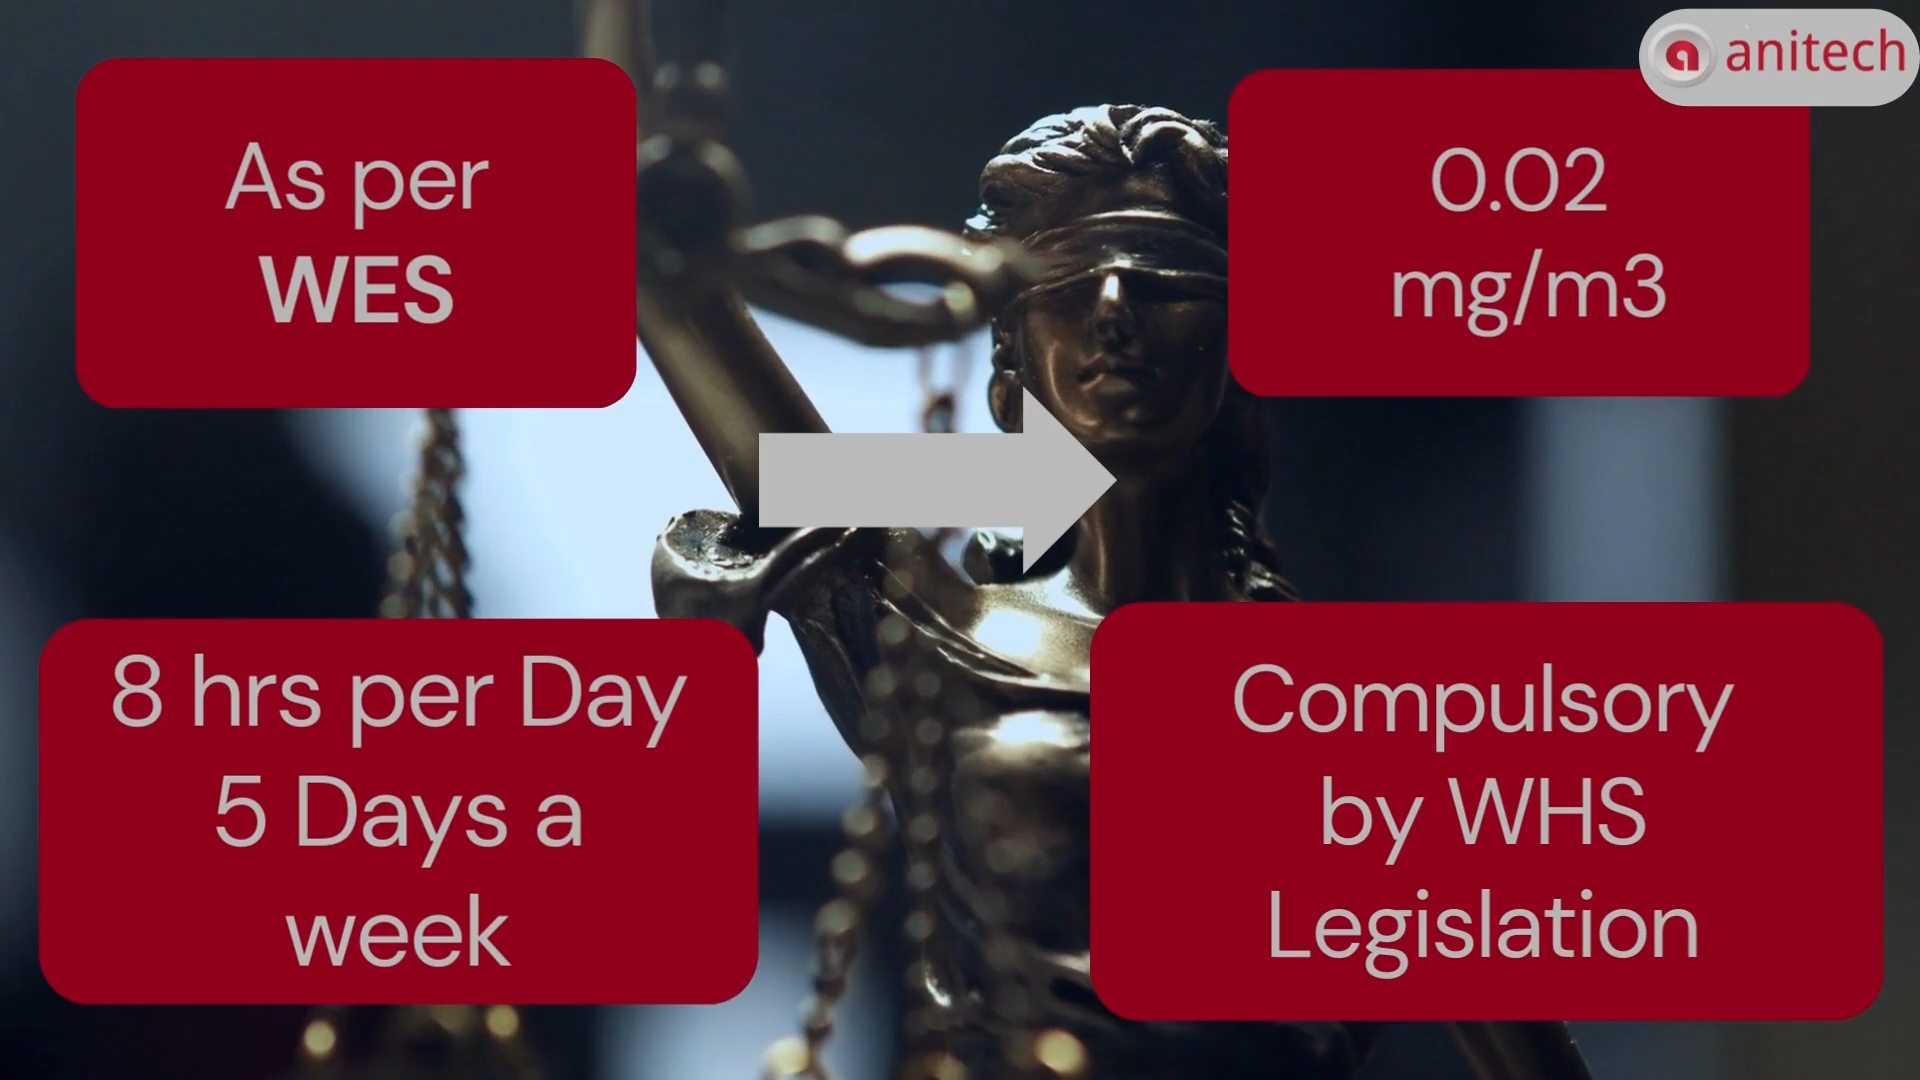 anitech
As per
WES
0.02
mg/m3
8 hrs per Day
5 Days a
week
Compulsory
by WHS
Legislation